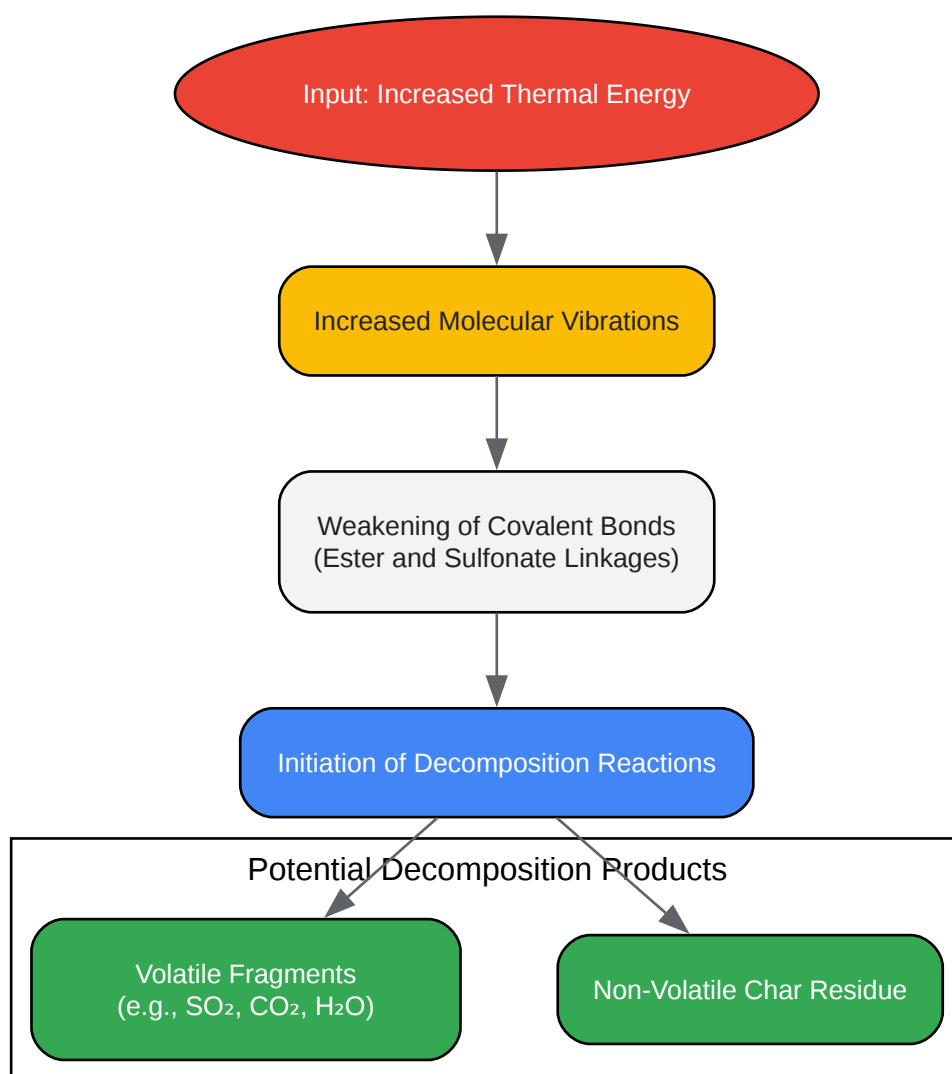 Input: Increased Thermal Energy
Increased Molecular Vibrations
Weakening of Covalent Bonds
(Ester and Sulfonate Linkages)
Initiation of Decomposition Reactions
Potential Decomposition Products
Volatile Fragments
(e.g., SO₂, CO₂, H₂O)
Non-Volatile Char Residue